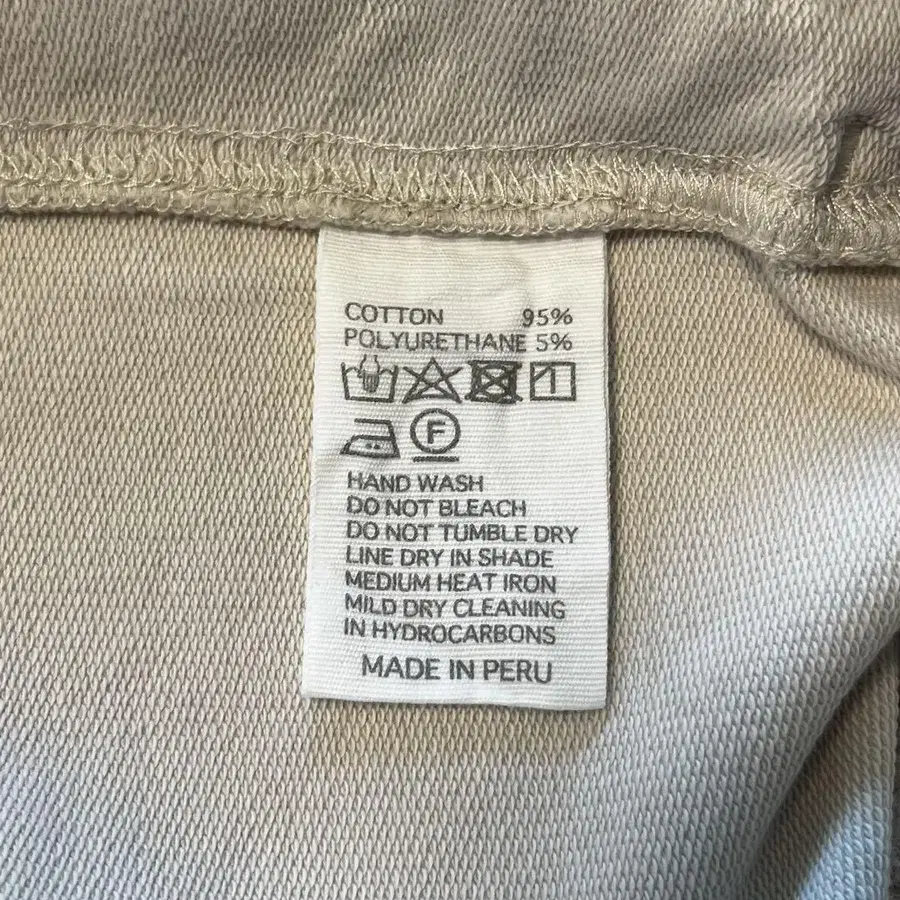 COTTON 95%
POLYURETHANE 5%
F
HAND WASH
DO NOT BLEACH
DO NOT TUMBLE DRY
LINE DRY IN SHADE
MEDIUM HEAT IRON
MILD DRY CLEANING
IN HYDROCARBONS
MADE IN PERU